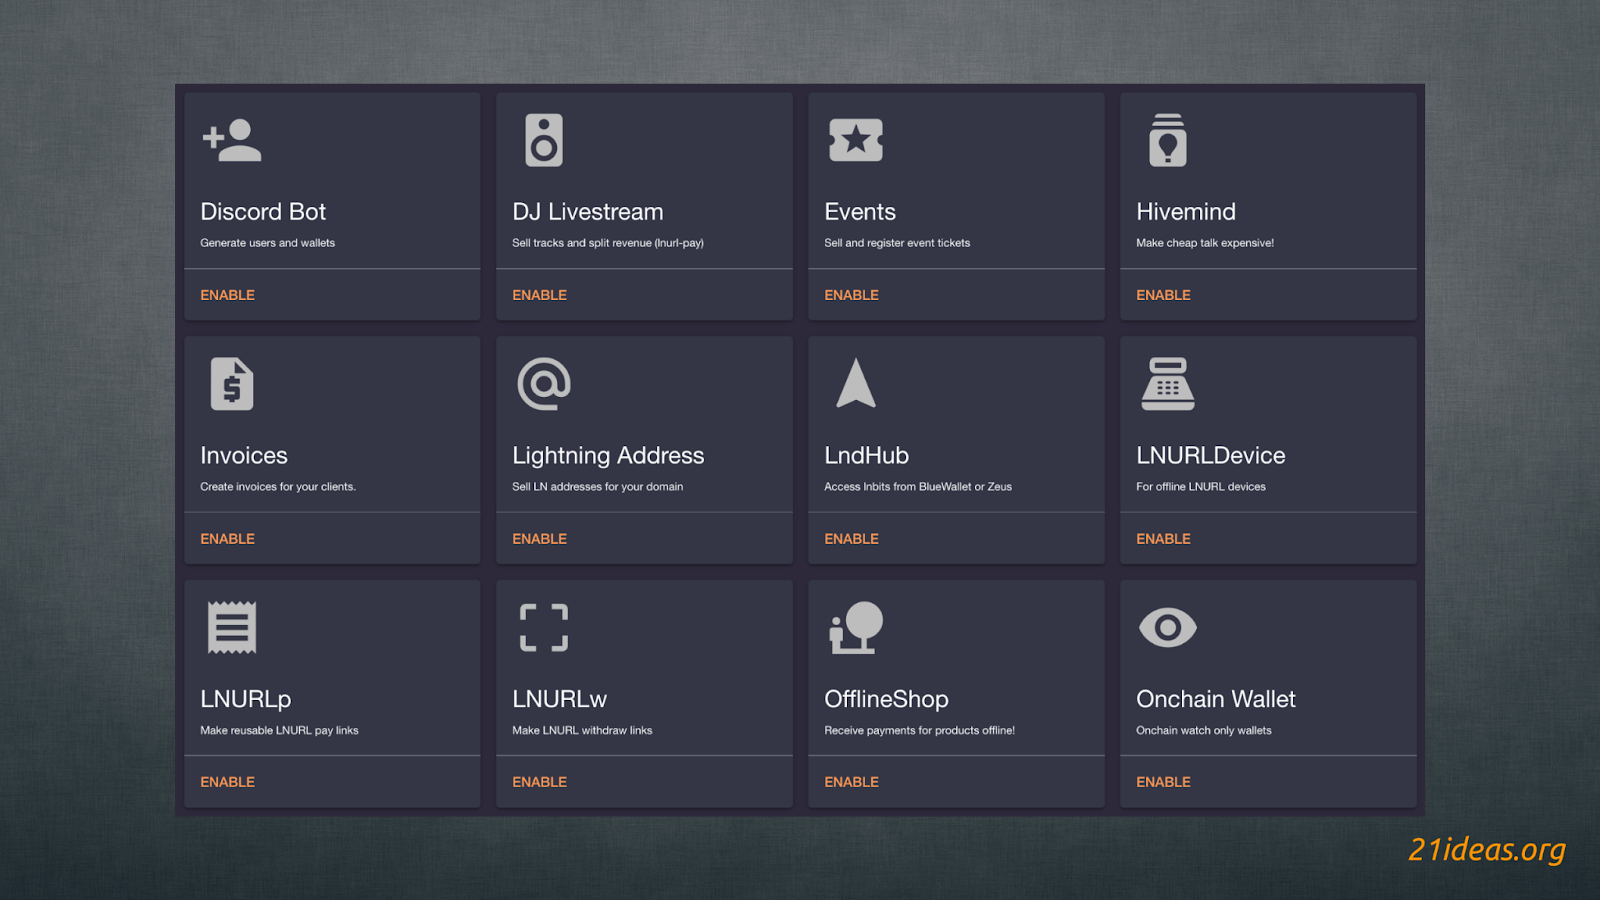 Discord Bot
Generate users and wallets
ENABLE
DJ Livestream
Sell tracks and split revenue (lnurl-pay)
ENABLE
Events
Sell and register event tickets
ENABLE
Hivemind
Make cheap talk expensive!
ENABLE
Invoices
Create invoices for your clients.
ENABLE
Lightning Address
Sell LN addresses for your domain
ENABLE
LndHub
Access lnbits from BlueWallet or Zeus
ENABLE
LNURLDevice
For offline LNURL devices
ENABLE
LNURLp
Make reusable LNURL pay links
ENABLE
LNURLw
Make LNURL withdraw links
ENABLE
OfflineShop
Receive payments for products offline!
ENABLE
Onchain Wallet
Onchain watch only wallets
ENABLE
21ideas.org